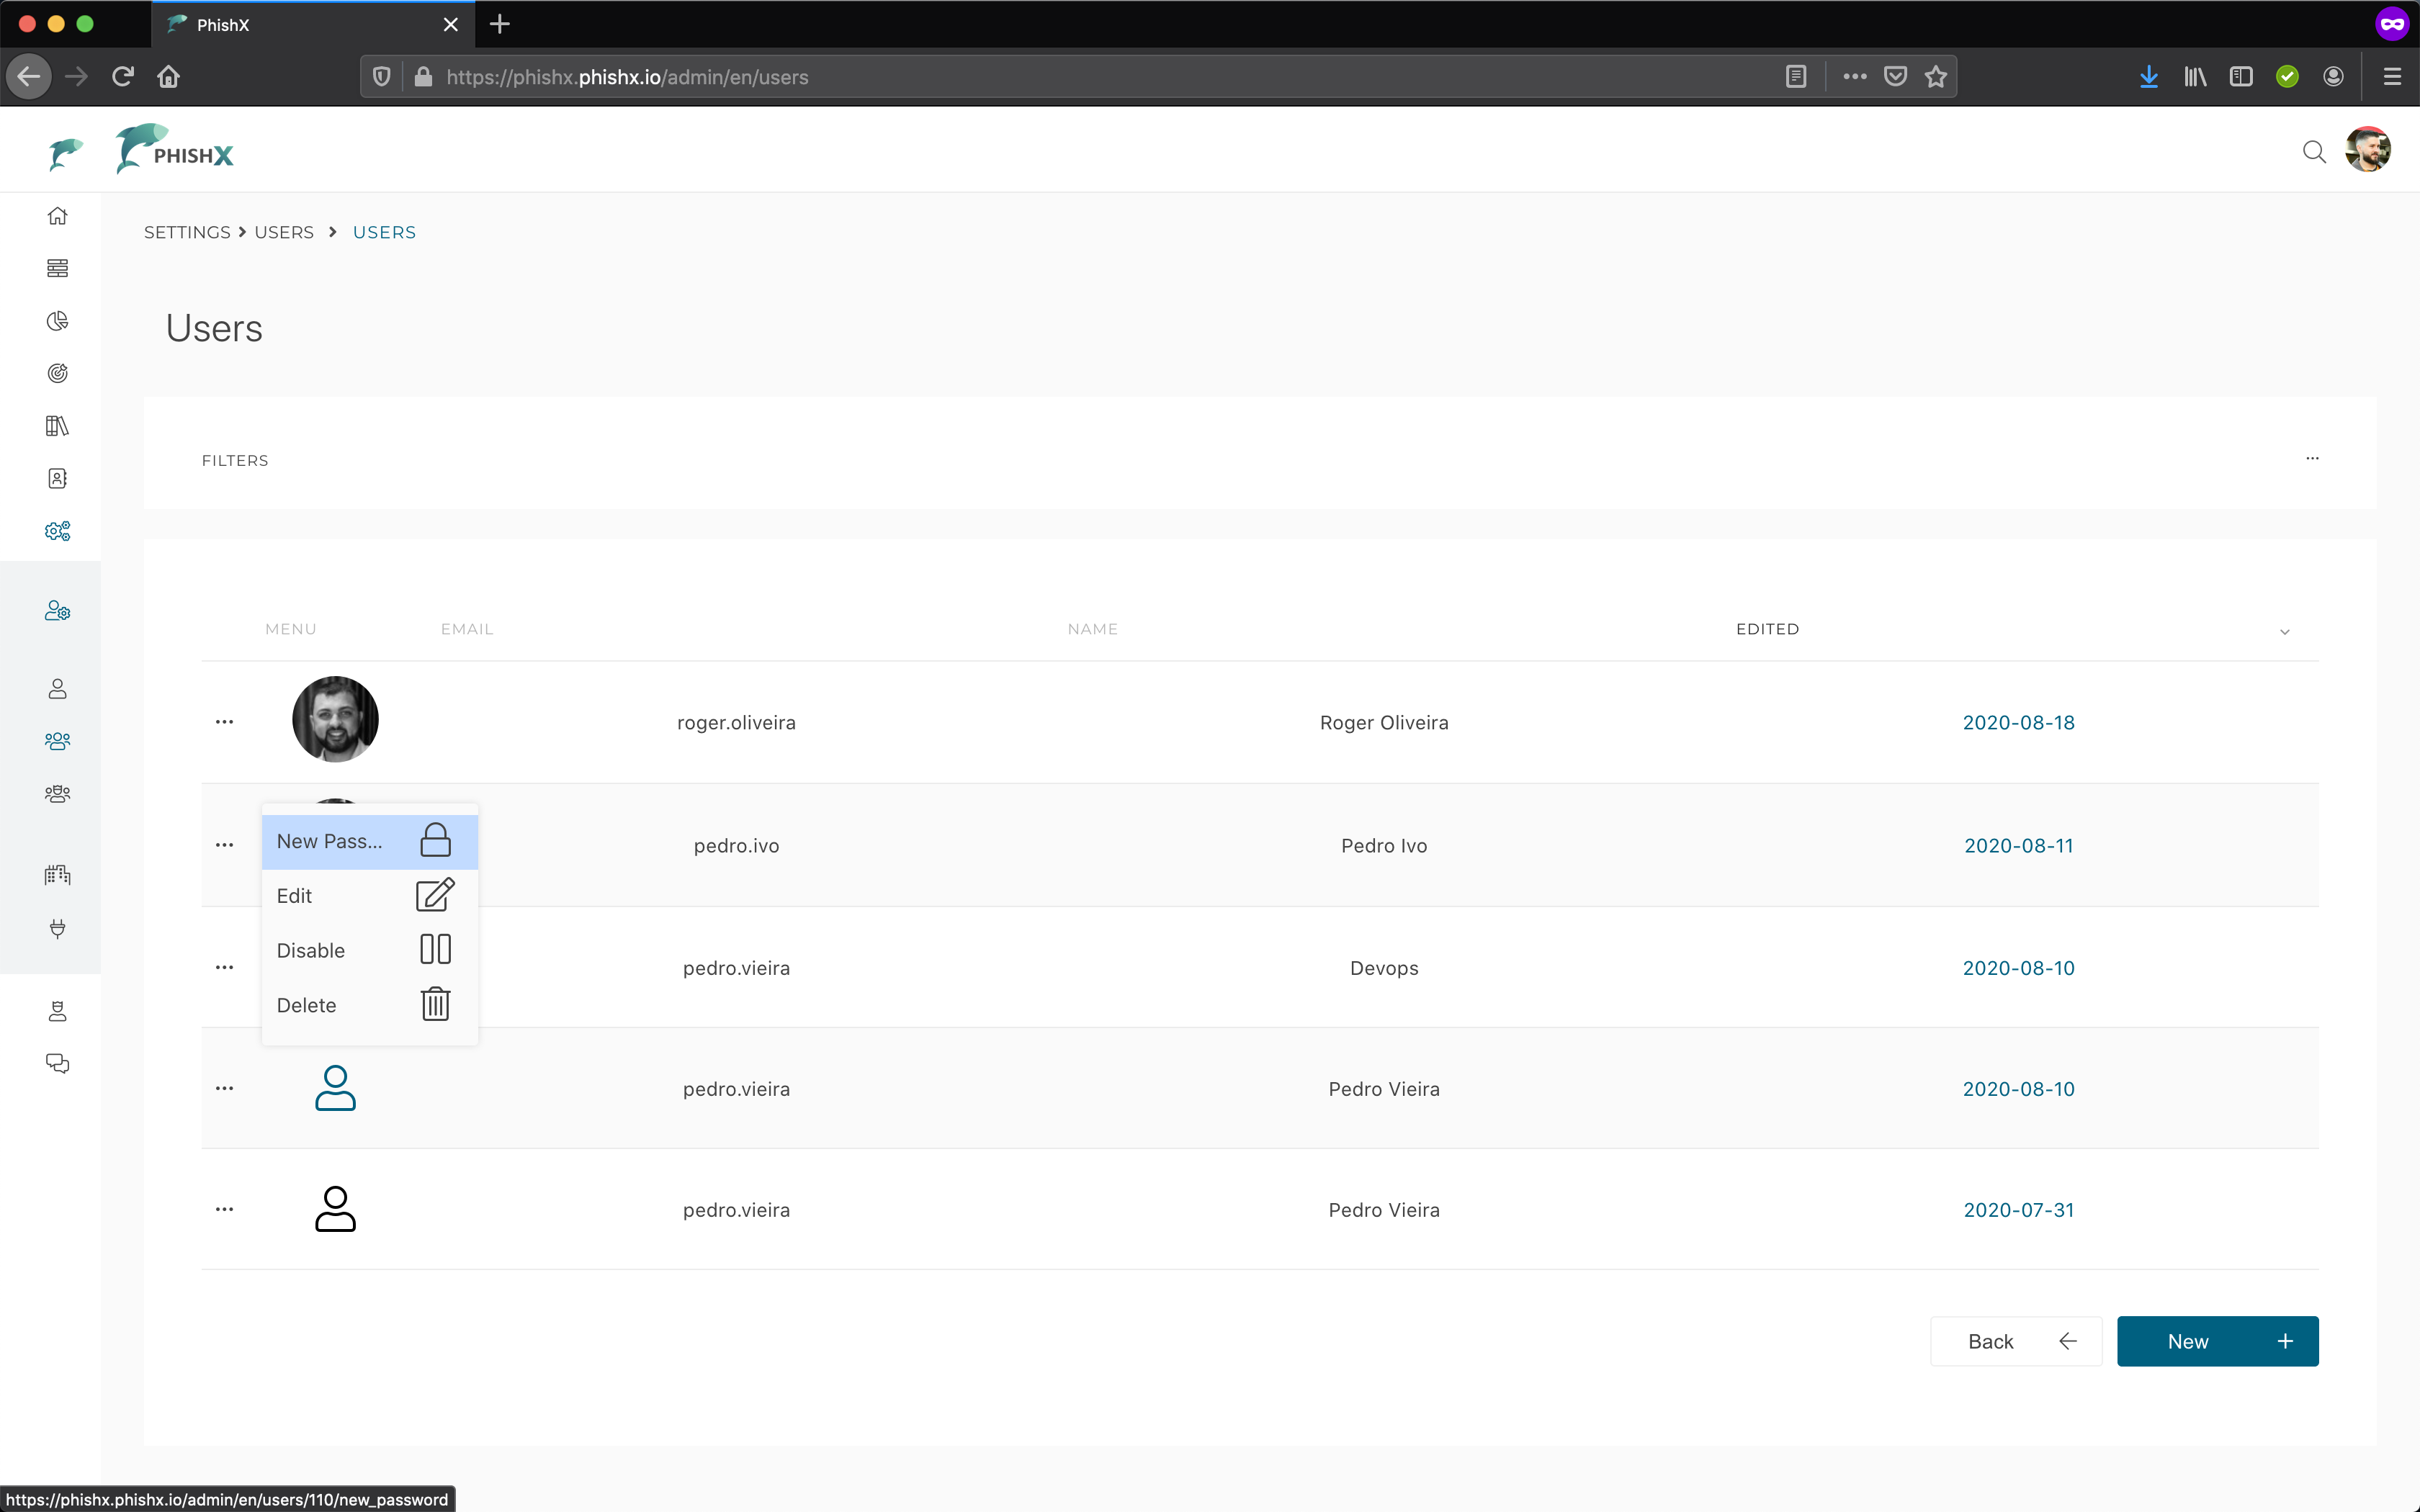 PhishX
https://phishx.phishx.io/admin/en/users
PHISHX
SETTINGS > USERS > USERS
Users
FILTERS
MENU EMAIL NAME EDITED
roger.oliveira Roger Oliveira 2020-08-18
pedro.ivo Pedro Ivo 2020-08-11
New Pass...
Edit
Disable
Delete
pedro.vieira Devops 2020-08-10
pedro.vieira Pedro Vieira 2020-08-10
pedro.vieira Pedro Vieira 2020-07-31
Back New
https://phishx.phishx.io/admin/en/users/110/new_password